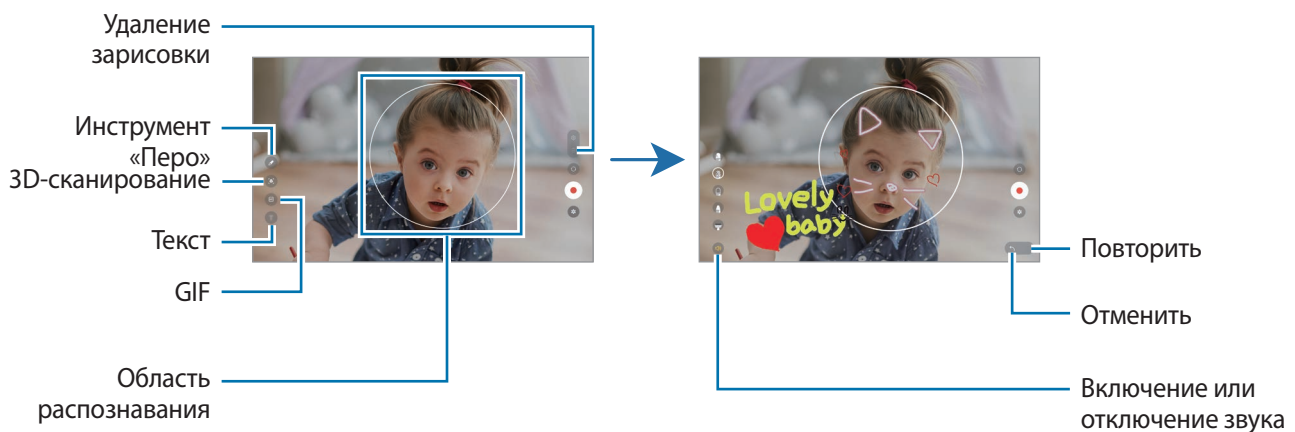 Удаление
зарисовки
Инструмент
«Перо»
3D-сканирование
Текст
GIF
Область
распознавания
Lovely
baby
Повторить
Отменить
Включение или
отключение звука